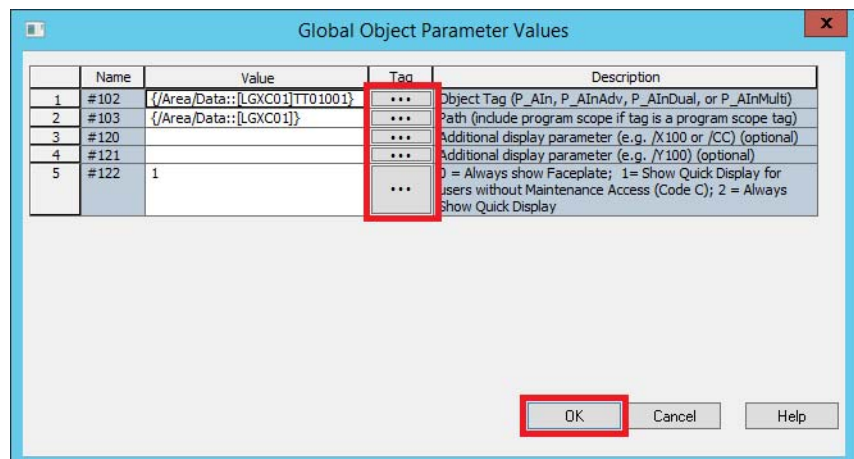 Global Object Parameter Values
x
Name Value Tag Description
1 #102 {/Area/Data::[LGXC01]TT01001} ... Object Tag (P_AIn, P_AInAdv, P_AInDual, or P_AInMulti)
2 #103 {/Area/Data::[LGXC01]} ... Path (include program scope if tag is a program scope tag)
3 #120 ... Additional display parameter (e.g. /X100 or /CC) (optional)
4 #121 ... Additional display parameter (e.g. /Y100) (optional)
5 #122 1 ... 0 = Always show Faceplate; 1= Show Quick Display for
users without Maintenance Access (Code C); 2 = Always
Show Quick Display
OK Cancel Help